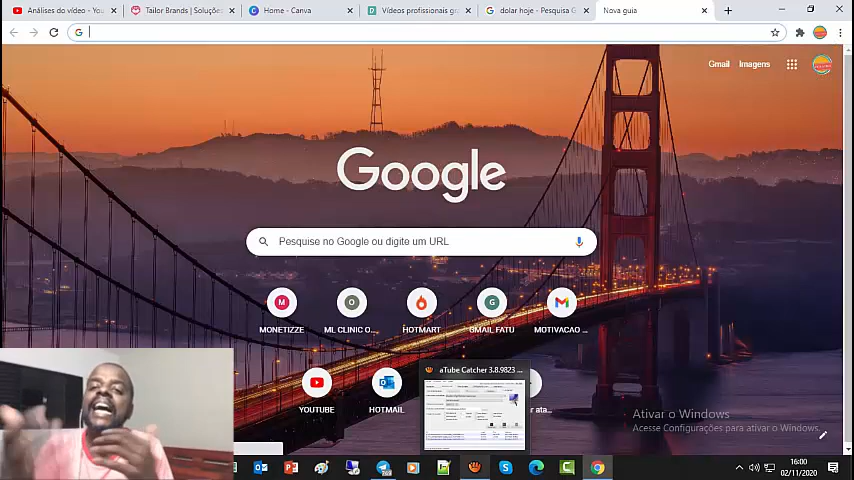 Análises do vídeo - You
Tailor Brands | Soluçõe
Home - Canva
Vídeos profissionais gra
dolar hoje - Pesquisa G
Nova guia
Gmail
Imagens
Google
Pesquise no Google ou digite um URL
M
O
G
MONETIZZE
ML CLINIC O...
HOTMART
GMAIL FATU
MOTIVACAO ...
aTube Catcher 3.8.9823 ...
YOUTUBE
HOTMAIL
r ata...
Ativar o Windows
Acesse Configurações para ativar o Windows.
16:00
02/11/2020